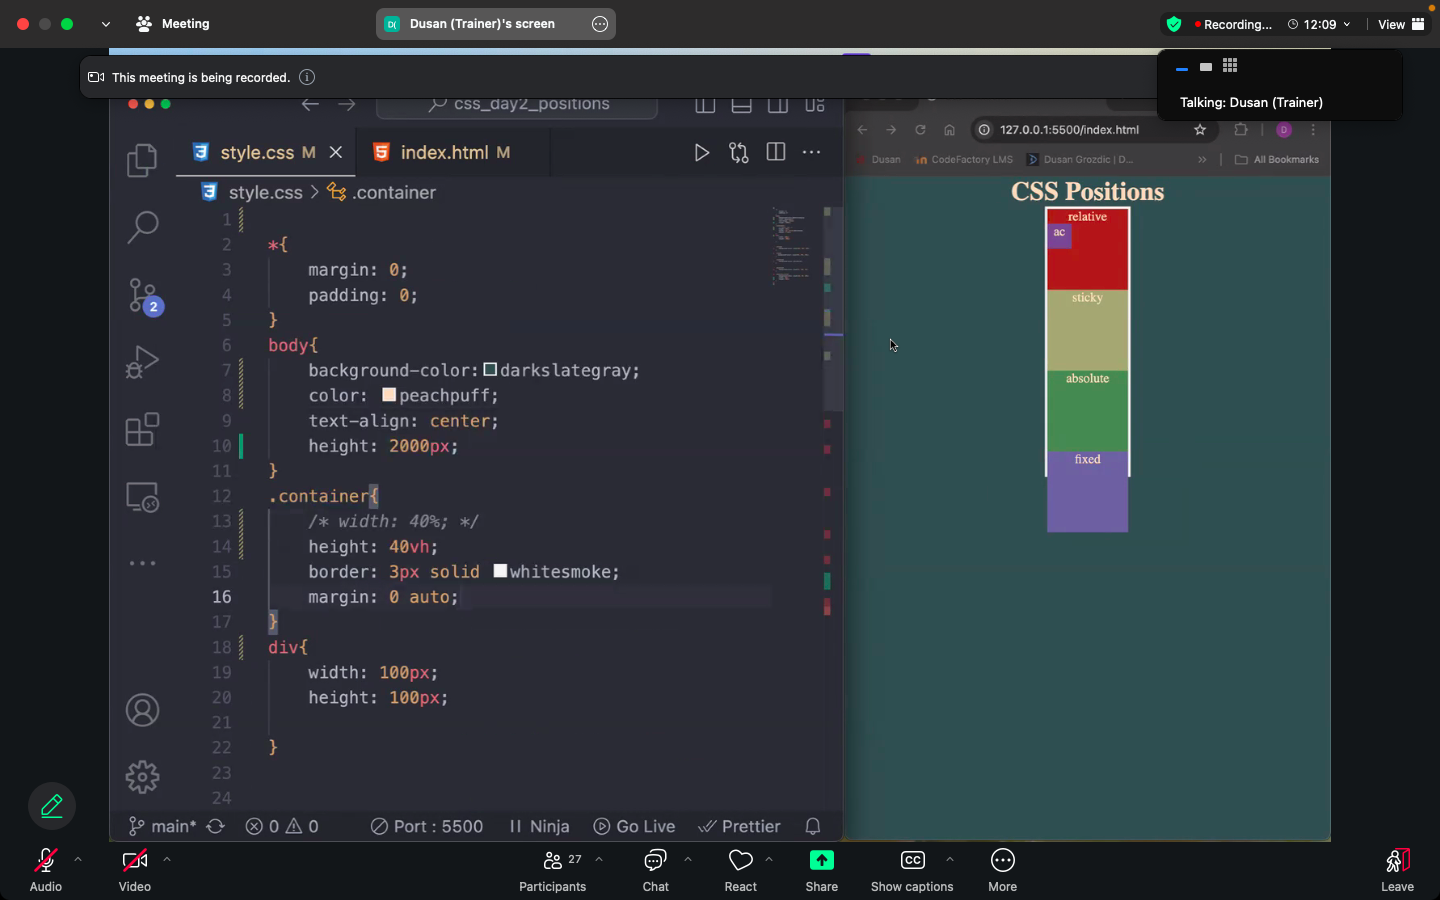 Meeting
D( Dusan (Trainer)'s screen
Recording... 12:09 View
This meeting is being recorded.
Talking: Dusan (Trainer)
css_day2_positions
127.0.0.1:5500/index.html D
style.css M index.html M
Dusan CodeFactory LMS Dusan Grozdic | D... All Bookmarks
style.css > .container
CSS Positions
relative
ac
sticky
absolute
fixed
1
2 *{
3 margin: 0;
4 padding: 0;
5 }
6 body{
7 background-color: darkslategray;
8 color: peachpuff;
9 text-align: center;
10 height: 2000px;
11 }
12 .container{
13 /* width: 40%; */
14 height: 40vh;
15 border: 3px solid whitesmoke;
16 margin: 0 auto;
17 }
18 div{
19 width: 100px;
20 height: 100px;
21
22 }
23
24
2
main* 0 0 Port : 5500 Ninja Go Live Prettier
27
CC
Audio Video Participants Chat React Share Show captions More Leave